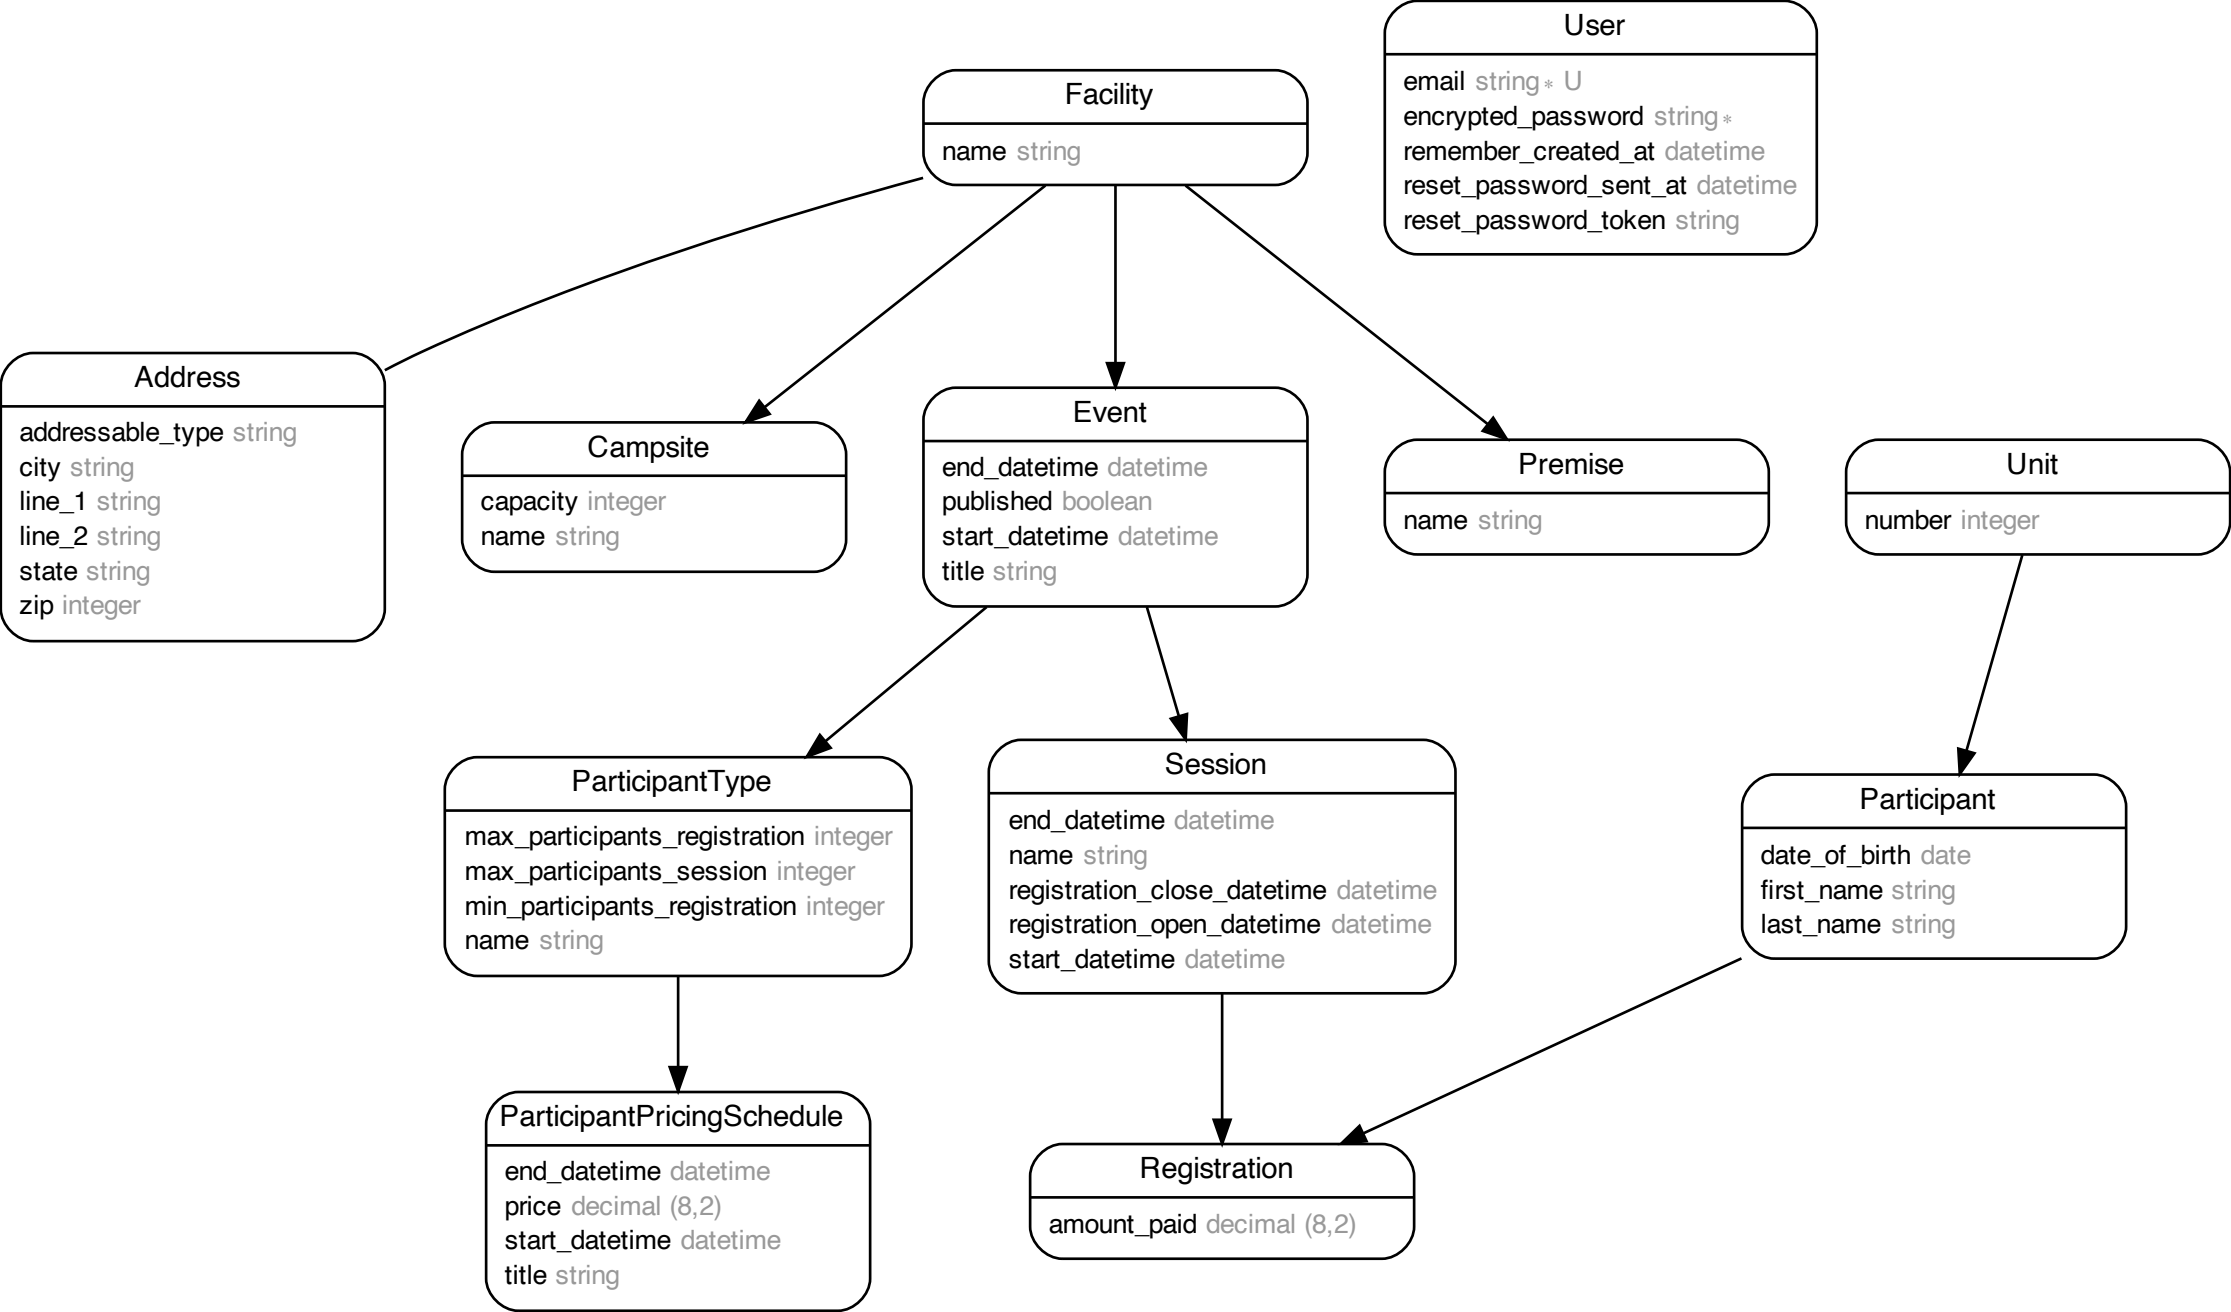 User
email string* U
encrypted_password string*
remember_created_at datetime
reset_password_sent_at datetime
reset_password_token string
Facility
name string
Address
addressable_type string
city string
line_1 string
line_2 string
state string
zip integer
Campsite
capacity integer
name string
Event
end_datetime datetime
published boolean
start_datetime datetime
title string
Premise
name string
Unit
number integer
ParticipantType
max_participants_registration integer
max_participants_session integer
min_participants_registration integer
name string
Session
end_datetime datetime
name string
registration_close_datetime datetime
registration_open_datetime datetime
start_datetime datetime
Participant
date_of_birth date
first_name string
last_name string
ParticipantPricingSchedule
end_datetime datetime
price decimal (8,2)
start_datetime datetime
title string
Registration
amount_paid decimal (8,2)